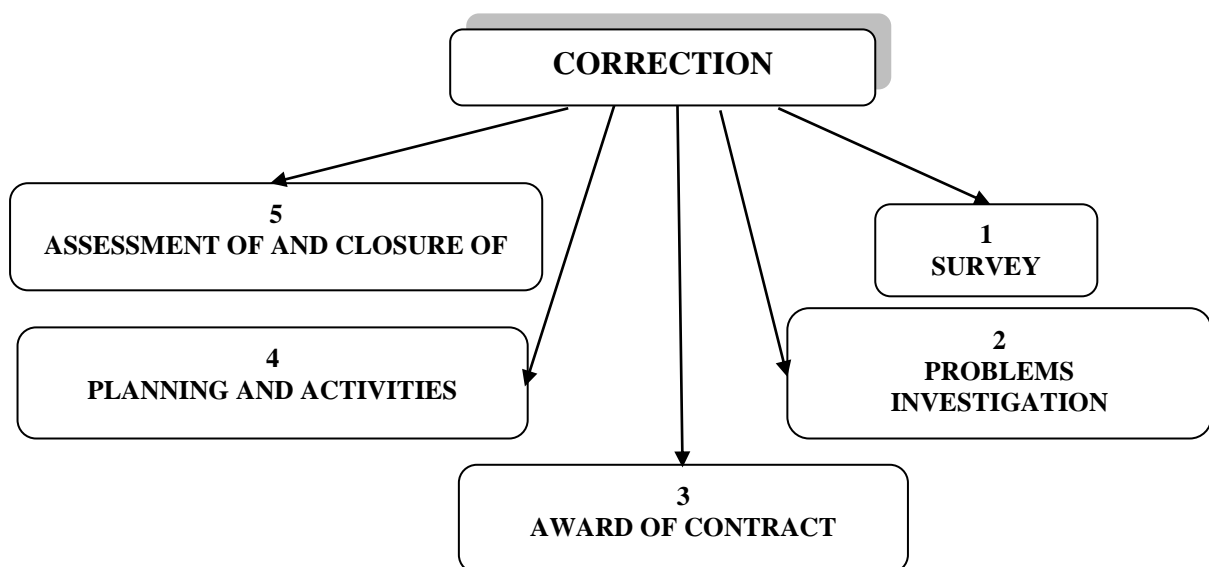 CORRECTION
5
ASSESSMENT OF AND CLOSURE OF
1
SURVEY
4
PLANNING AND ACTIVITIES
2
PROBLEMS
INVESTIGATION
3
AWARD OF CONTRACT